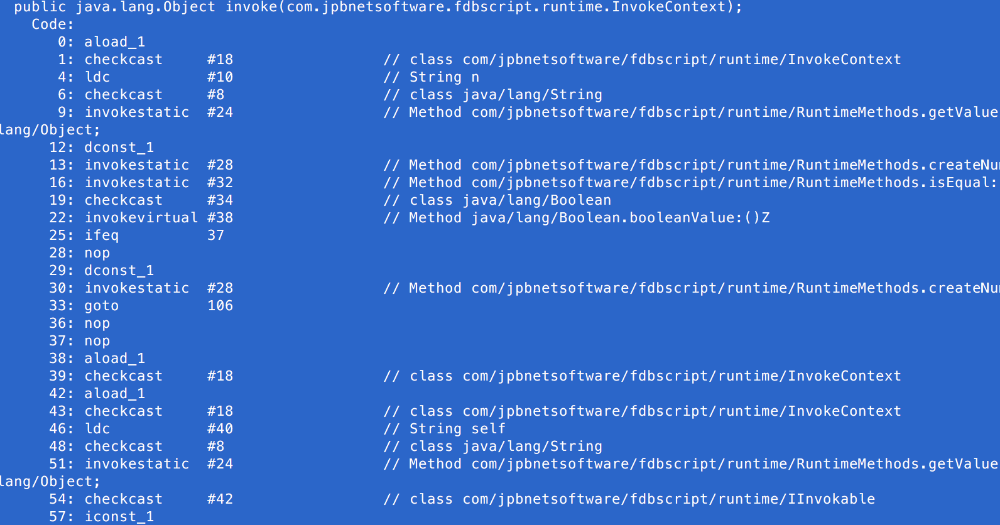 public java.lang.Object invoke(com.jpbnetsoftware.fdbscript.runtime.InvokeContext);
Code:
0: aload_1
1: checkcast #18 // class com/jpbnetsoftware/fdbscript/runtime/InvokeContext
4: ldc #10 // String n
6: checkcast #8 // class java/lang/String
9: invokestatic #24 // Method com/jpbnetsoftware/fdbscript/runtime/RuntimeMethods.getValue
lang/Object;
12: dconst_1
13: invokestatic #28 // Method com/jpbnetsoftware/fdbscript/runtime/RuntimeMethods.createNu
16: invokestatic #32 // Method com/jpbnetsoftware/fdbscript/runtime/RuntimeMethods.isEqual:
19: checkcast #34 // class java/lang/Boolean
22: invokevirtual #38 // Method java/lang/Boolean.booleanValue:()Z
25: ifeq 37
28: nop
29: dconst_1
30: invokestatic #28 // Method com/jpbnetsoftware/fdbscript/runtime/RuntimeMethods.createNu
33: goto 106
36: nop
37: nop
38: aload_1
39: checkcast #18 // class com/jpbnetsoftware/fdbscript/runtime/InvokeContext
42: aload_1
43: checkcast #18 // class com/jpbnetsoftware/fdbscript/runtime/InvokeContext
46: ldc #40 // String self
48: checkcast #8 // class java/lang/String
51: invokestatic #24 // Method com/jpbnetsoftware/fdbscript/runtime/RuntimeMethods.getValue
lang/Object;
54: checkcast #42 // class com/jpbnetsoftware/fdbscript/runtime/IInvokable
57: iconst_1